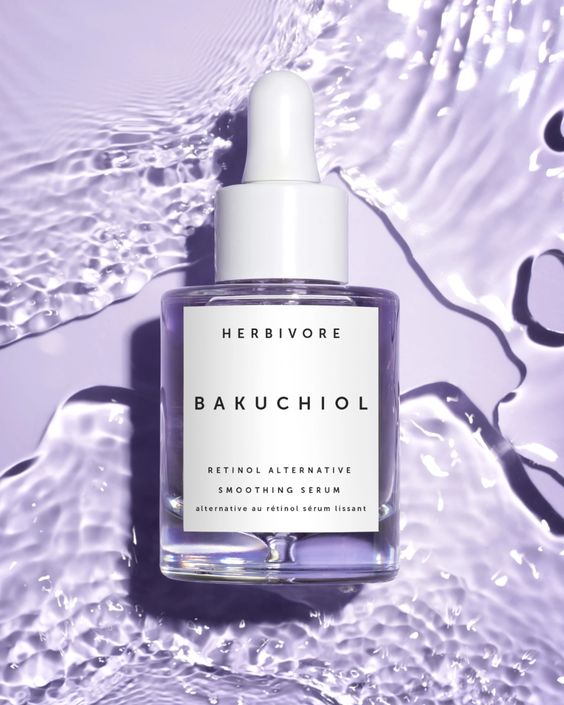 HERBIVORE
BAKUCHIOL
RETINOL ALTERNATIVE
SMOOTHING SERUM
alternative au rétinol sérum lissant